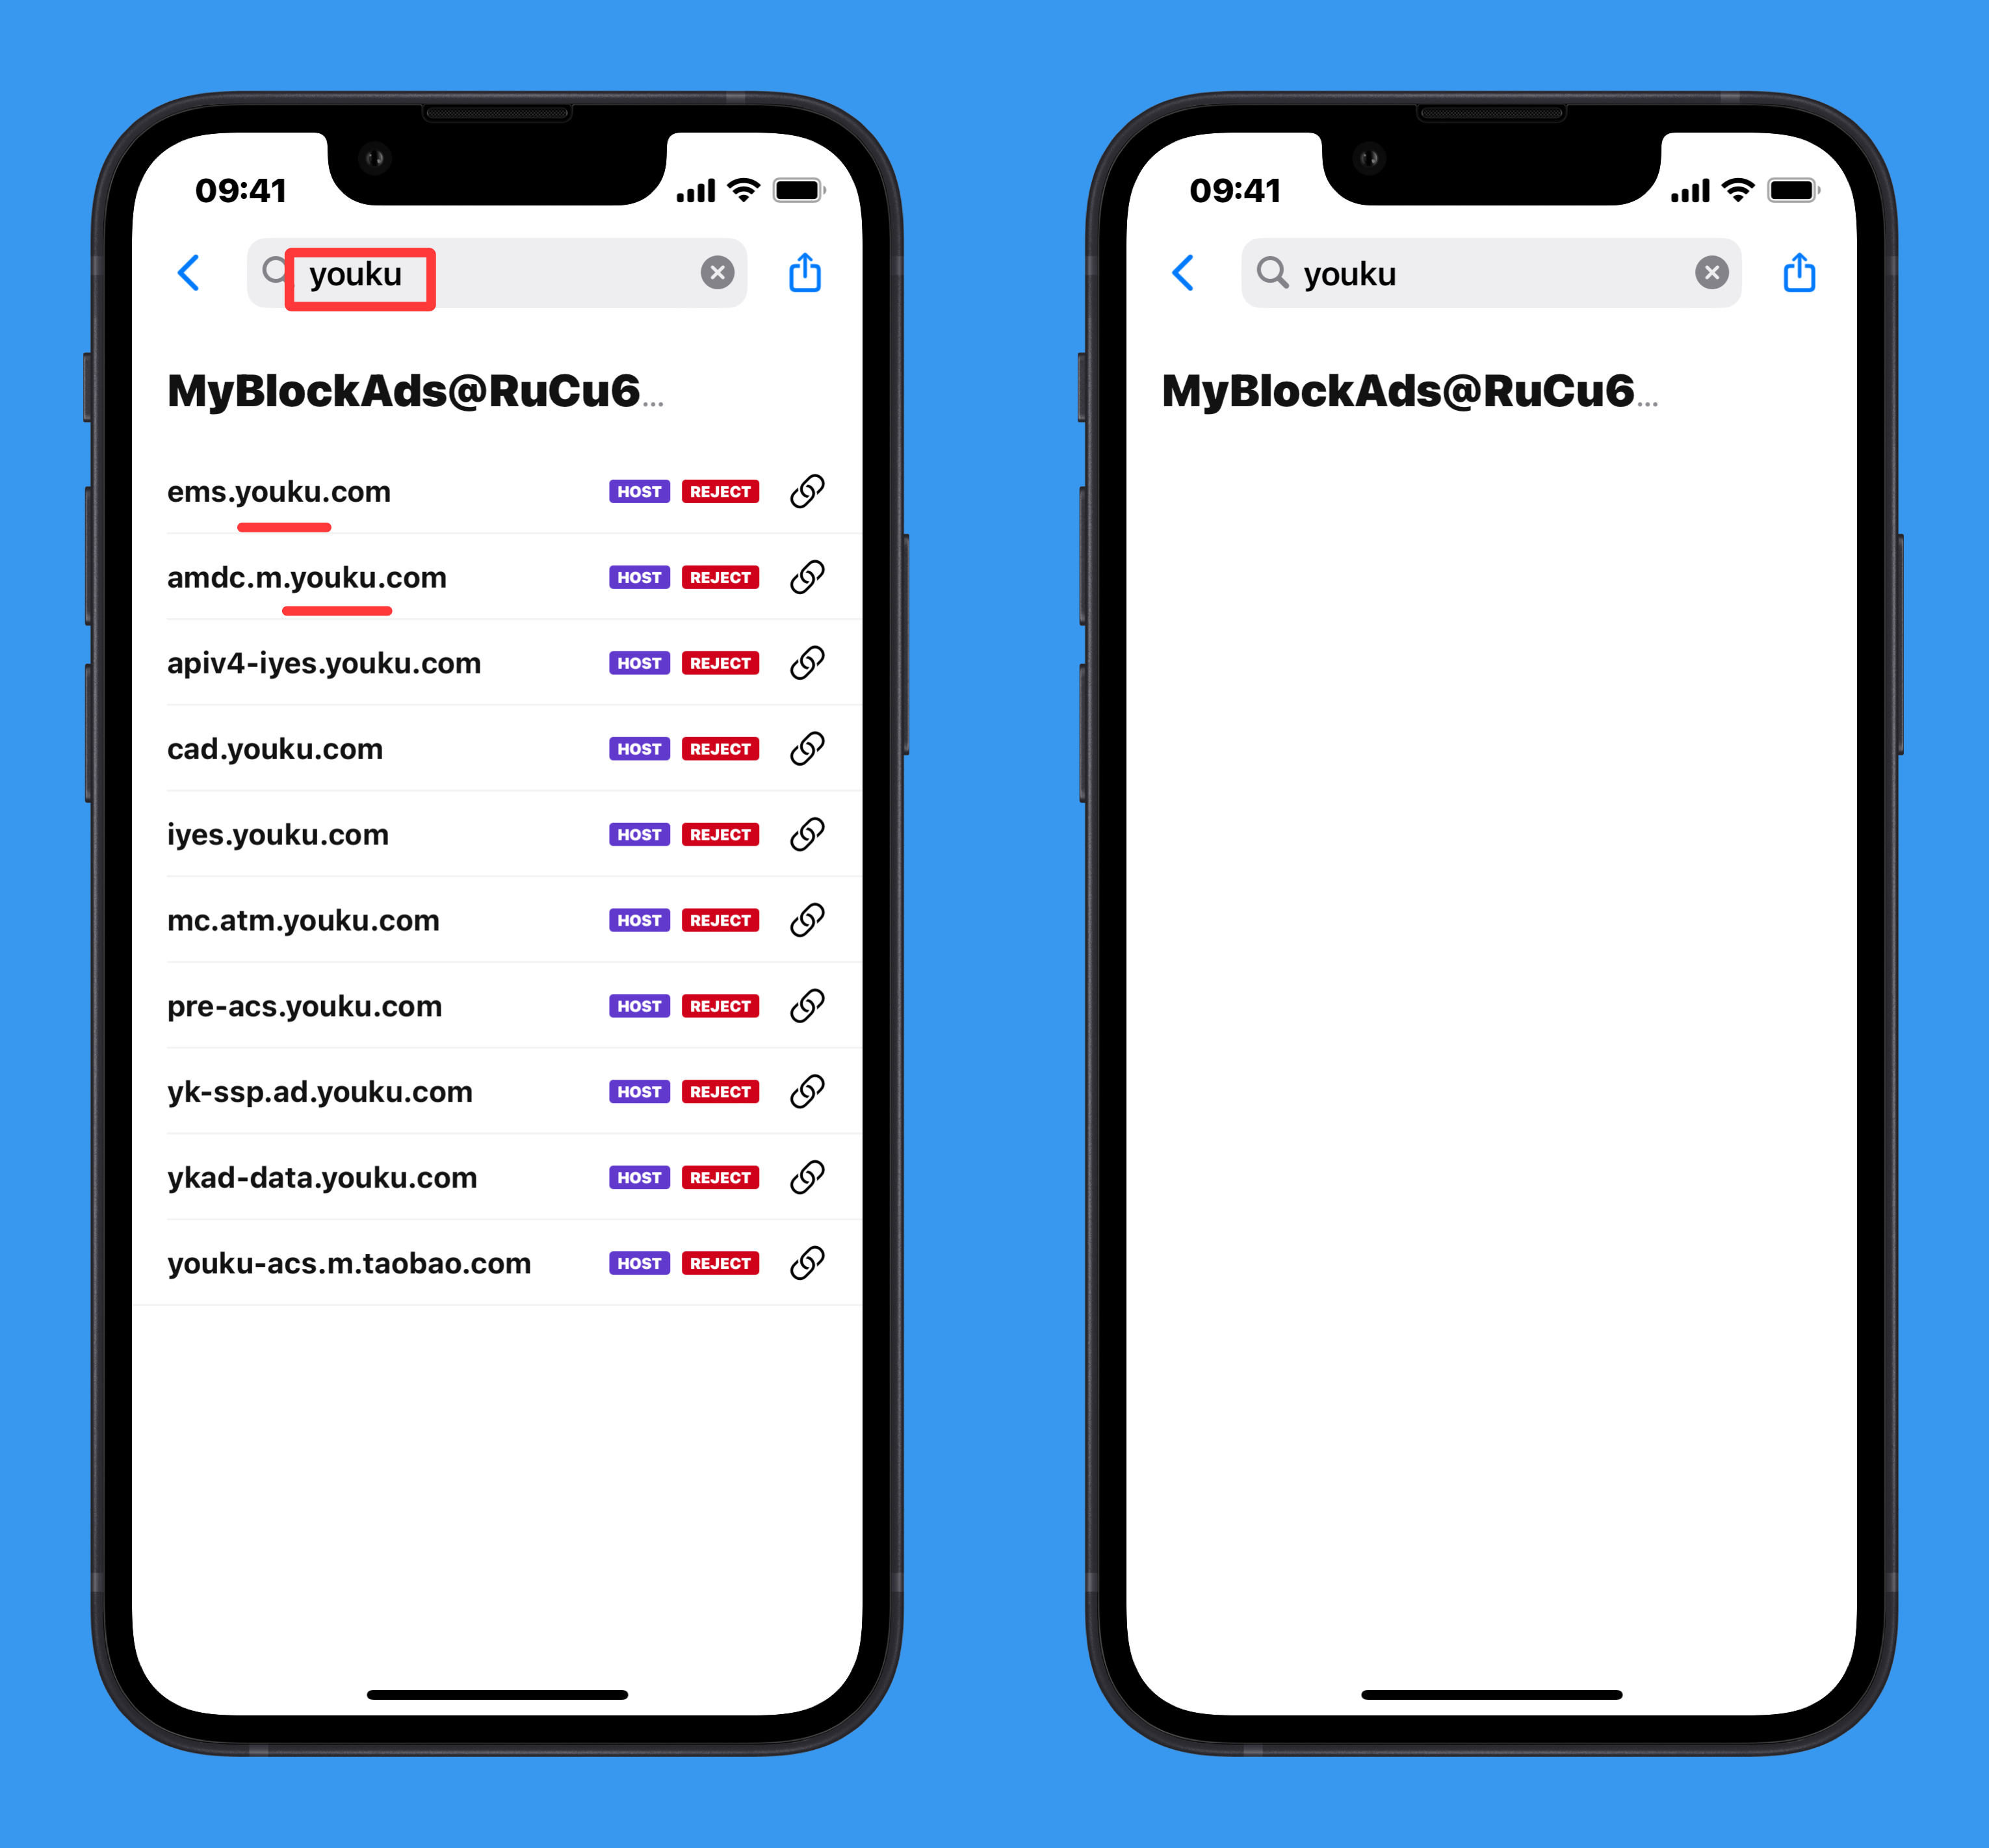 09:41
youku
MyBlockAds@RuCu6...
ems.youku.com HOST REJECT
amdc.m.youku.com HOST REJECT
apiv4-iyes.youku.com HOST REJECT
cad.youku.com HOST REJECT
iyes.youku.com HOST REJECT
mc.atm.youku.com HOST REJECT
pre-acs.youku.com HOST REJECT
yk-ssp.ad.youku.com HOST REJECT
ykad-data.youku.com HOST REJECT
youku-acs.m.taobao.com HOST REJECT
09:41
youku
MyBlockAds@RuCu6...